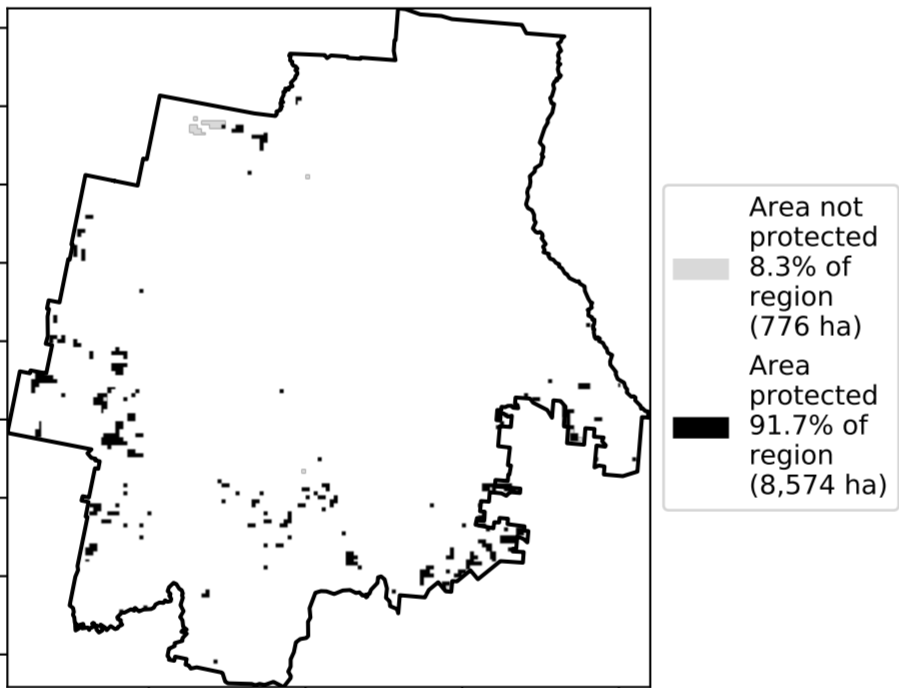 Area not
protected
8.3% of
region
(776 ha)
Area
protected
91.7% of
region
(8,574 ha)